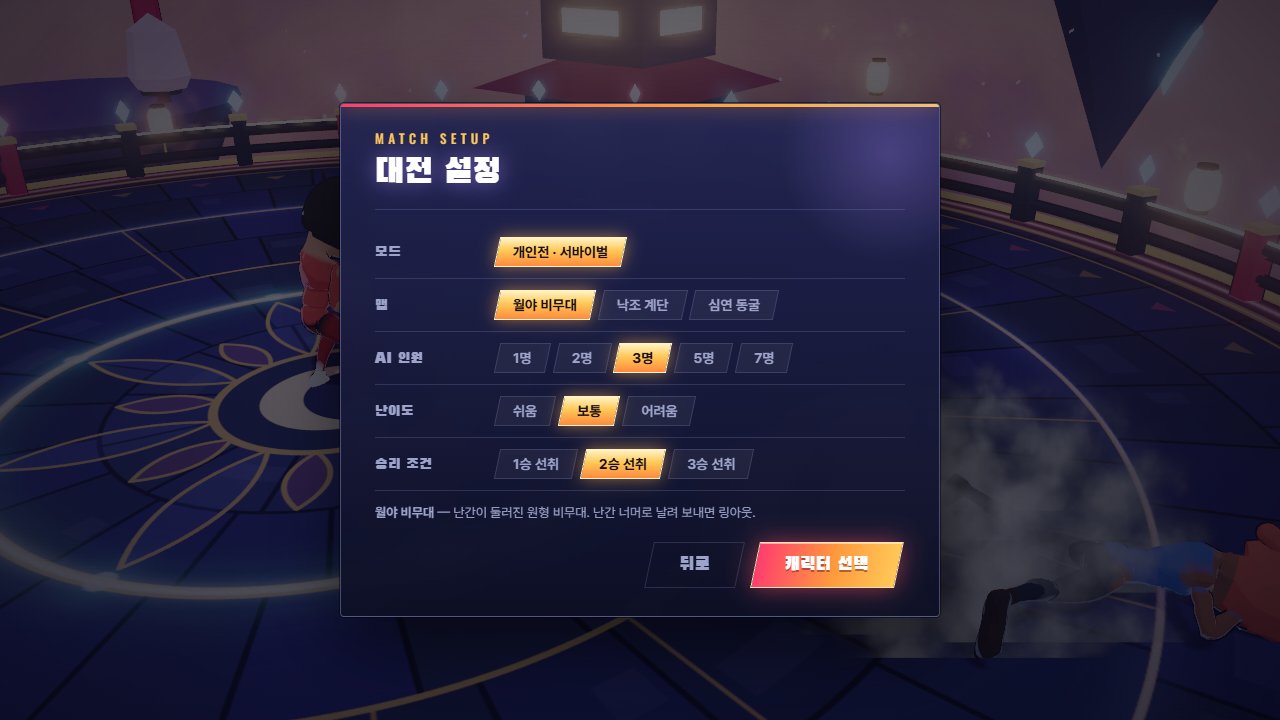 MATCH SETUP
대전 설정
모드 개인전 · 서바이벌
맵 월야 비무대 낙조 계단 심연 동굴
AI 인원 1명 2명 3명 5명 7명
난이도 쉬움 보통 어려움
승리 조건 1승 선취 2승 선취 3승 선취
월야 비무대 — 난간이 둘러진 원형 비무대. 난간 너머로 날려 보내면 링아웃.
뒤로 캐릭터 선택